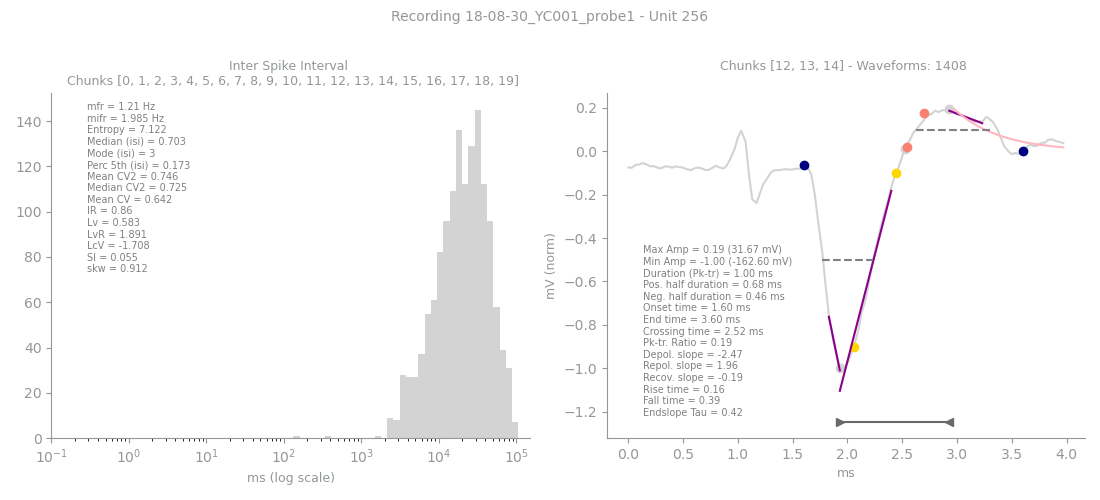 Recording 18-08-30_YC001_probe1 - Unit 256
Inter Spike Interval
Chunks [0, 1, 2, 3, 4, 5, 6, 7, 8, 9, 10, 11, 12, 13, 14, 15, 16, 17, 18, 19]
140
120
100
80
60
40
20
0
mfr = 1.21 Hz
mifr = 1.985 Hz
Entropy = 7.122
Median (isi) = 0.703
Mode (isi) = 3
Perc 5th (isi) = 0.173
Mean CV2 = 0.746
Median CV2 = 0.725
Mean CV = 0.642
IR = 0.86
Lv = 0.583
LvR = 1.891
LcV = -1.708
SI = 0.055
skw = 0.912
10⁻¹ 10⁰ 10¹ 10² 10³ 10⁴ 10⁵
ms (log scale)
Chunks [12, 13, 14] - Waveforms: 1408
mV (norm)
0.2
0.0
−0.2
−0.4
−0.6
−0.8
−1.0
−1.2
Max Amp = 0.19 (31.67 mV)
Min Amp = -1.00 (-162.60 mV)
Duration (Pk-tr) = 1.00 ms
Pos. half duration = 0.68 ms
Neg. half duration = 0.46 ms
Onset time = 1.60 ms
End time = 3.60 ms
Crossing time = 2.52 ms
Pk-tr. Ratio = 0.19
Depol. slope = -2.47
Repol. slope = 1.96
Recov. slope = -0.19
Rise time = 0.16
Fall time = 0.39
Endslope Tau = 0.42
0.0 0.5 1.0 1.5 2.0 2.5 3.0 3.5 4.0
ms